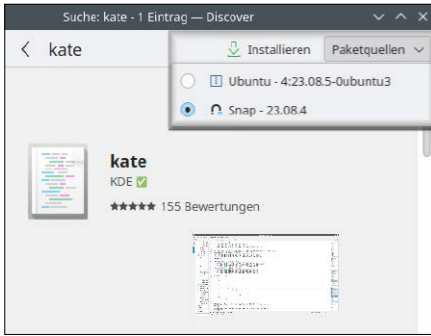 Suche: kate - 1 Eintrag — Discover
kate
Installieren
Paketquellen
Ubuntu - 4:23.08.5-0ubuntu3
Snap - 23.08.4
kate
KDE
155 Bewertungen